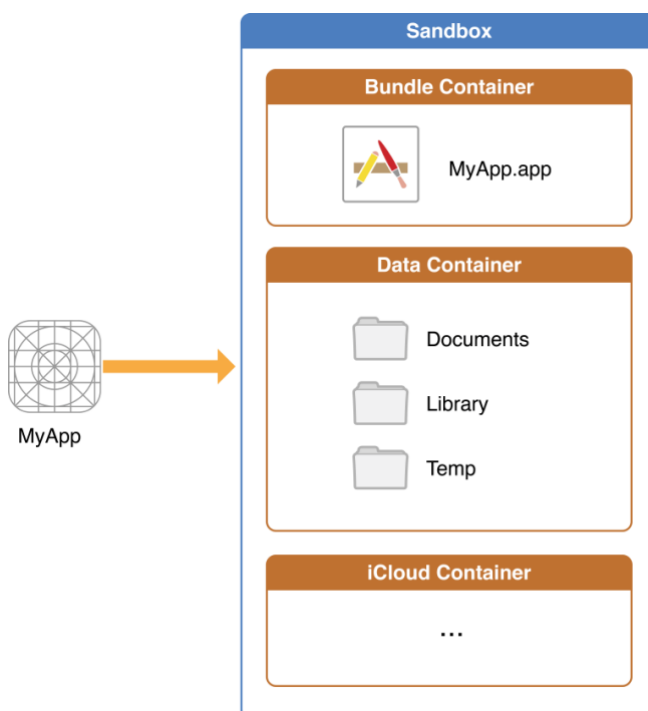 Sandbox
Bundle Container
MyApp.app
Data Container
Documents
Library
Temp
MyApp
iCloud Container
...